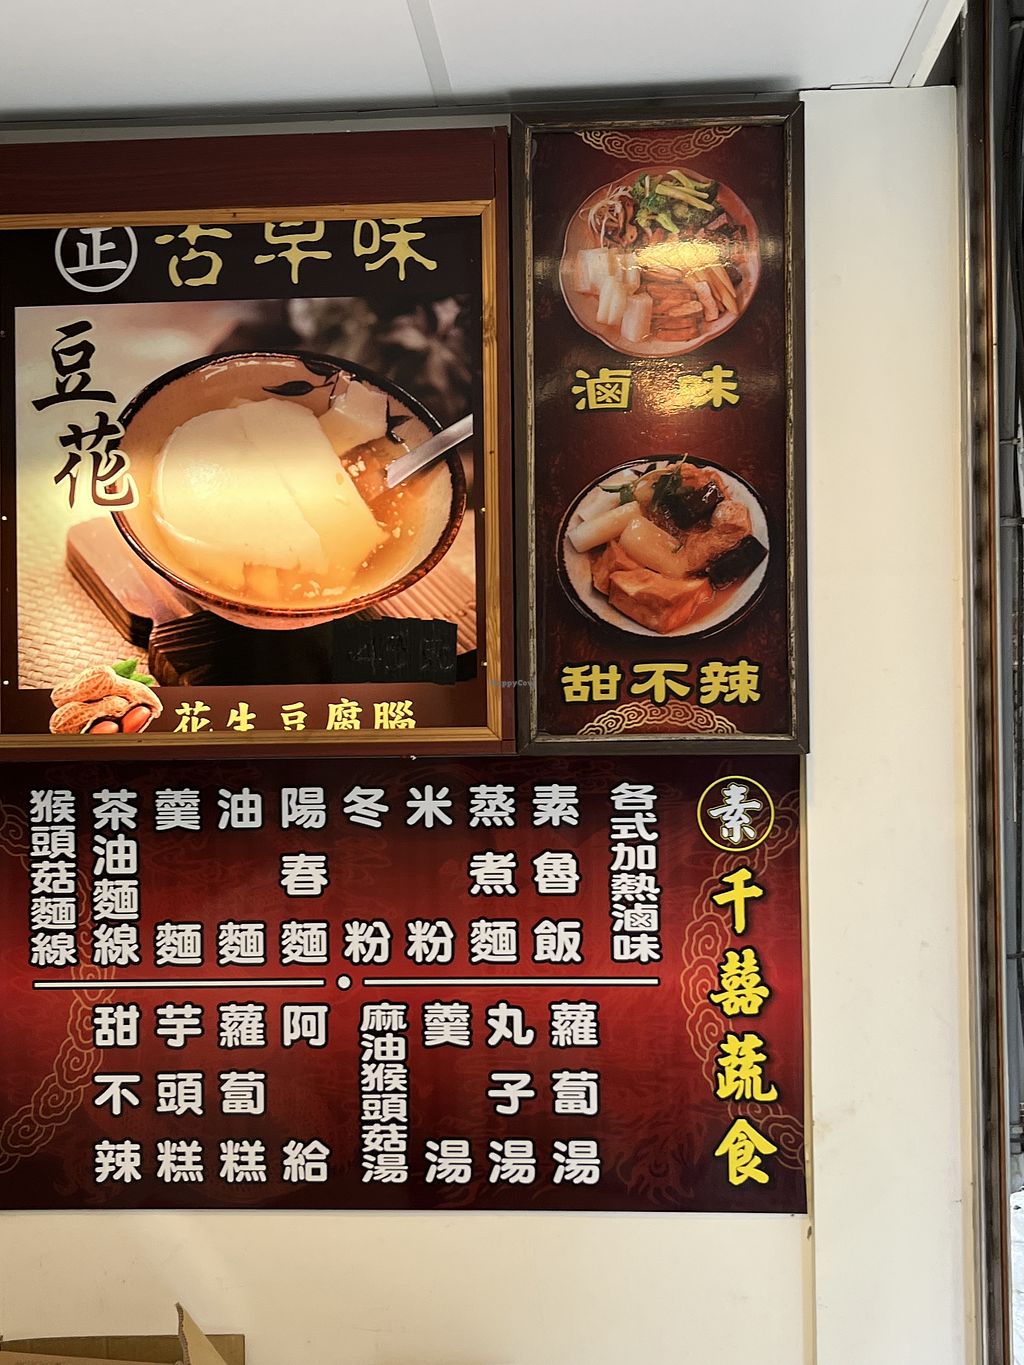 正古早味
豆花
花生豆腐腦
滷味
甜不辣
HappyCow
素
千囍蔬食
各式加熱滷味
素魯飯
蒸煮麵
米粉
冬粉
陽春麵
油麵
羹麵
茶油麵線
猴頭菇麵線
蘿蔔湯
丸子湯
羹湯
麻油猴頭菇湯
阿給
蘿蔔糕
芋頭糕
甜不辣